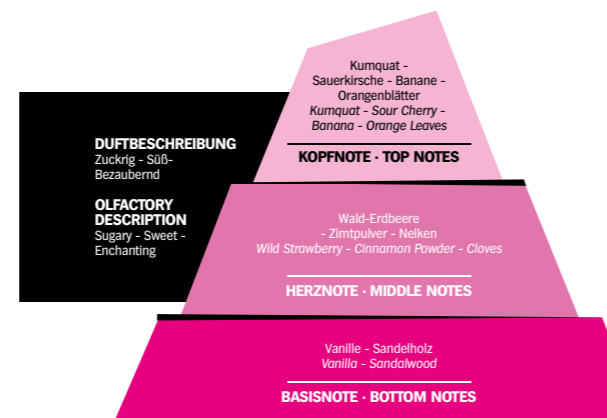 Kumquat -
Sauerkirsche - Banane -
Orangenblätter
Kumquat - Sour Cherry -
Banana - Orange Leaves
KOPFNOTE · TOP NOTES
DUFTBESCHREIBUNG
Zuckrig - Süß-
Bezaubernd
OLFACTORY
DESCRIPTION
Sugary - Sweet -
Enchanting
Wald-Erdbeere
- Zimtpulver - Nelken
Wild Strawberry - Cinnamon Powder - Cloves
HERZNOTE · MIDDLE NOTES
Vanille - Sandelholz
Vanilla - Sandalwood
BASISNOTE · BOTTOM NOTES